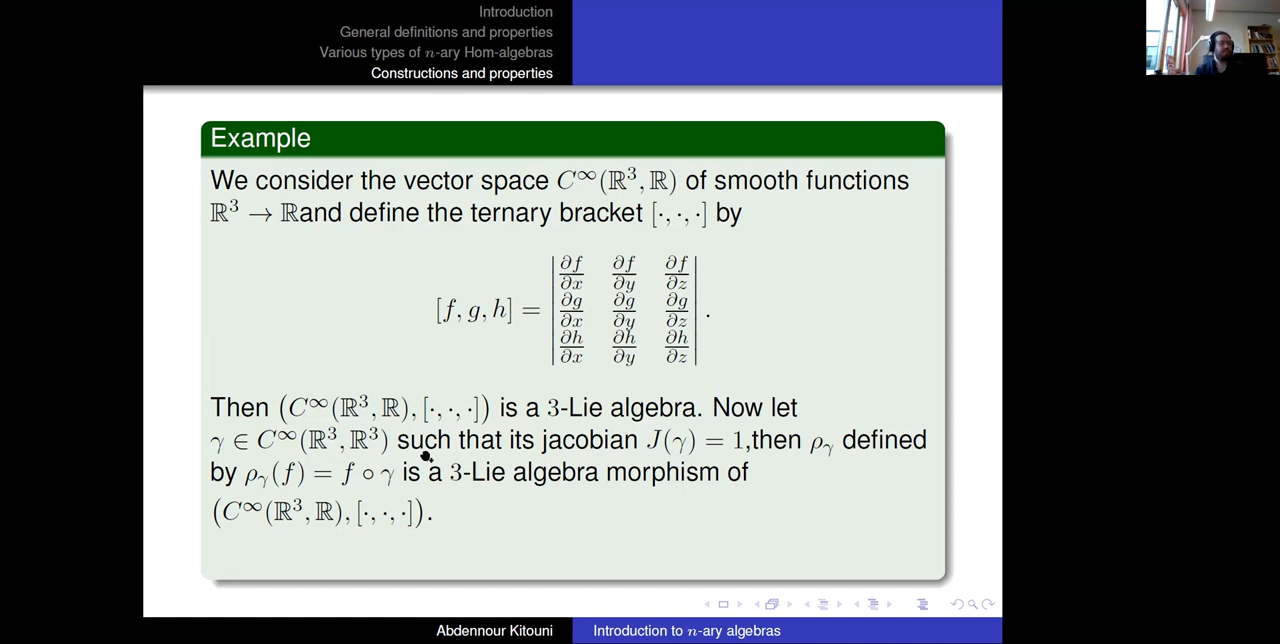 Introduction
General definitions and properties
Various types of n-ary Hom-algebras
Constructions and properties
Example
We consider the vector space C^∞(ℝ^3, ℝ) of smooth functions
ℝ^3 → ℝand define the ternary bracket [·, ·, ·] by
[f, g, h] = | ∂f/∂x ∂f/∂y ∂f/∂z |
| ∂g/∂x ∂g/∂y ∂g/∂z |
| ∂h/∂x ∂h/∂y ∂h/∂z | .
Then (C^∞(ℝ^3, ℝ), [·, ·, ·]) is a 3-Lie algebra. Now let
γ ∈ C^∞(ℝ^3, ℝ^3) such that its jacobian J(γ) = 1,then ρ_γ defined
by ρ_γ(f) = f ∘ γ is a 3-Lie algebra morphism of
(C^∞(ℝ^3, ℝ), [·, ·, ·]).
Abdennour Kitouni
Introduction to n-ary algebras